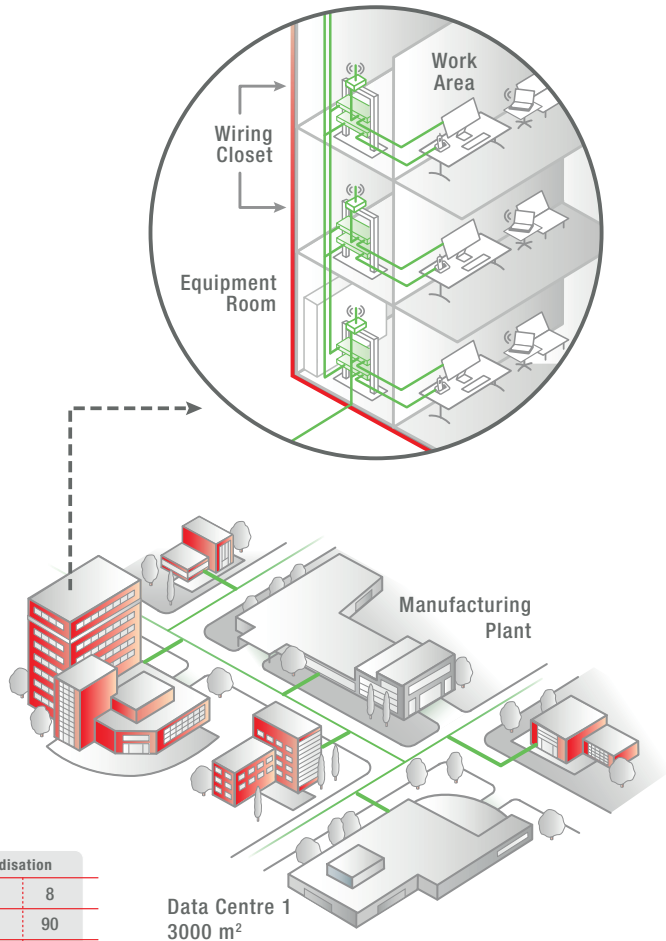 Work
Area
Wiring
Closet
Equipment
Room
Manufacturing
Plant
disation
8
90
Data Centre 1
3000 m²